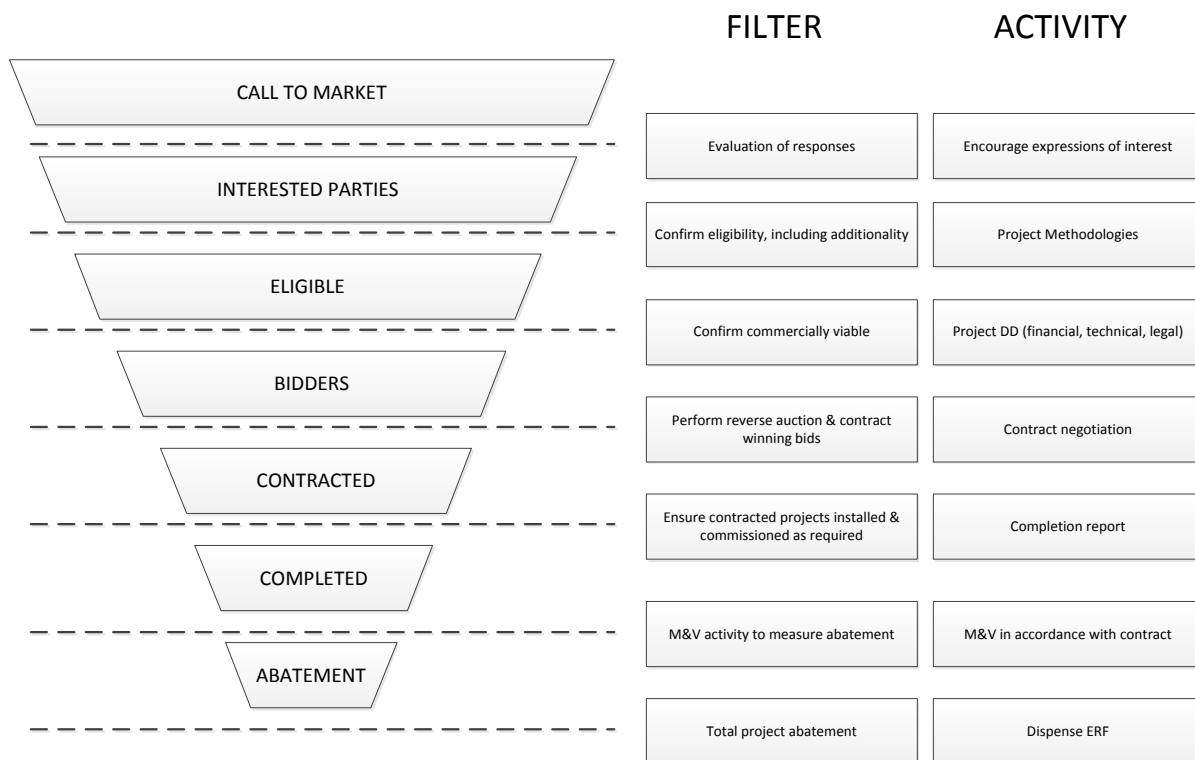 FILTER
ACTIVITY
CALL TO MARKET
Evaluation of responses
Encourage expressions of interest
INTERESTED PARTIES
Confirm eligibility, including additionality
Project Methodologies
ELIGIBLE
Confirm commercially viable
Project DD (financial, technical, legal)
BIDDERS
Perform reverse auction & contract
winning bids
Contract negotiation
CONTRACTED
Ensure contracted projects installed &
commissioned as required
Completion report
COMPLETED
M&V activity to measure abatement
M&V in accordance with contract
ABATEMENT
Total project abatement
Dispense ERF